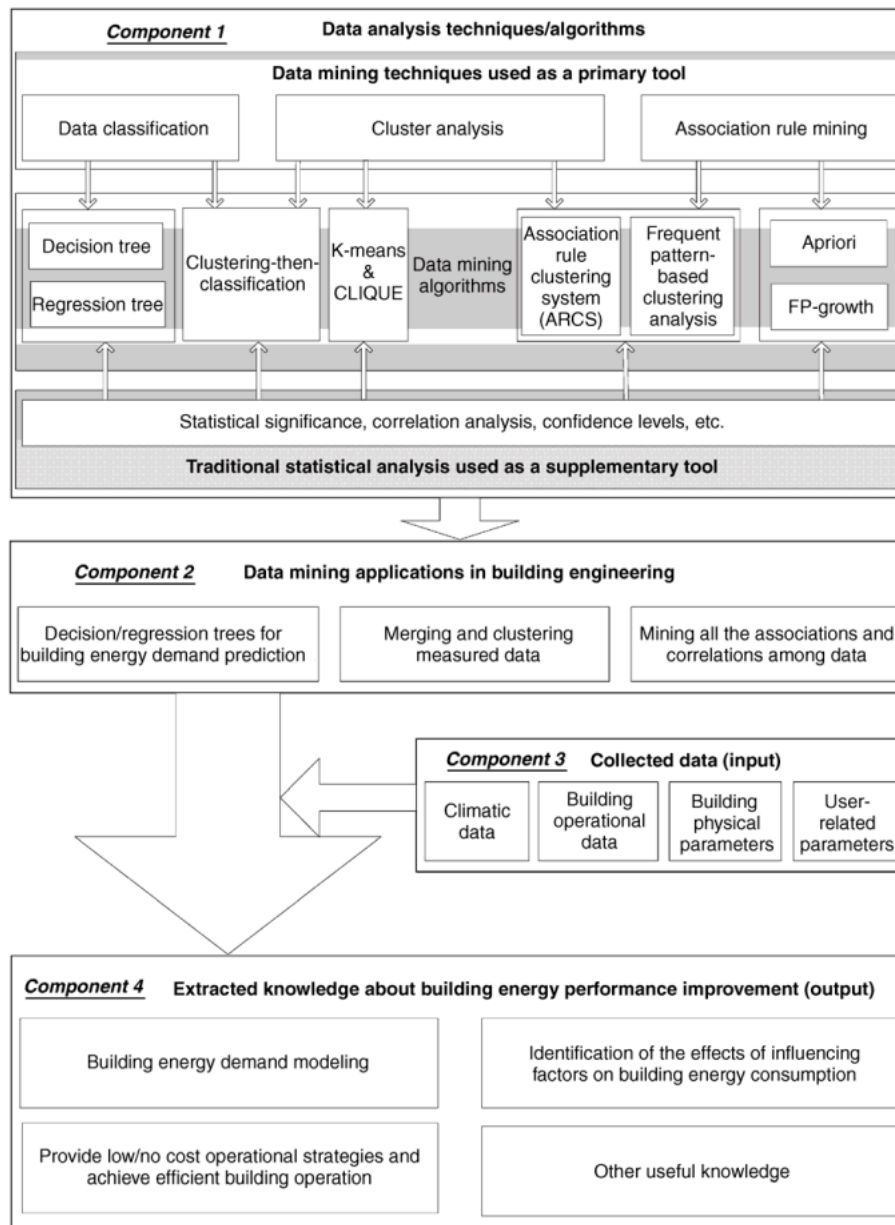 Component 1 Data analysis techniques/algorithms
Data mining techniques used as a primary tool
Data classification
Cluster analysis
Association rule mining
Decision tree
Regression tree
Clustering-then-
classification
K-means
&
CLIQUE
Data mining
algorithms
Association
rule
clustering
system
(ARCS)
Frequent
pattern-
based
clustering
analysis
Apriori
FP-growth
Statistical significance, correlation analysis, confidence levels, etc.
Traditional statistical analysis used as a supplementary tool
Component 2 Data mining applications in building engineering
Decision/regression trees for
building energy demand prediction
Merging and clustering
measured data
Mining all the associations and
correlations among data
Component 3 Collected data (input)
Climatic
data
Building
operational
data
Building
physical
parameters
User-
related
parameters
Component 4 Extracted knowledge about building energy performance improvement (output)
Building energy demand modeling
Identification of the effects of influencing
factors on building energy consumption
Provide low/no cost operational strategies and
achieve efficient building operation
Other useful knowledge